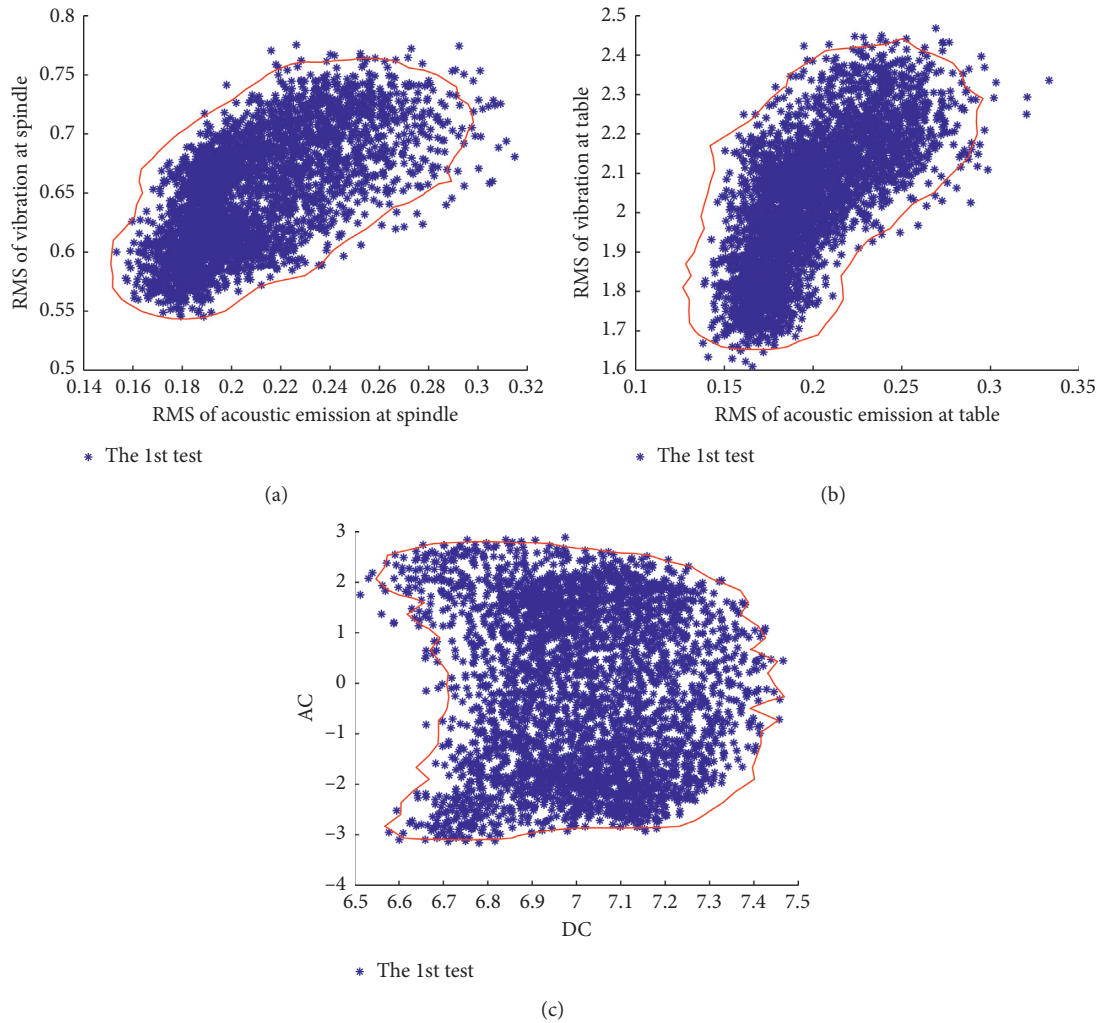 0.8
0.75
0.7
0.65
0.6
0.55
0.5
RMS of vibration at spindle
0.14 0.16 0.18 0.2 0.22 0.24 0.26 0.28 0.3 0.32
RMS of acoustic emission at spindle
The 1st test
(a)
2.5
2.4
2.3
2.2
2.1
2
1.9
1.8
1.7
1.6
RMS of vibration at table
0.1 0.15 0.2 0.25 0.3 0.35
RMS of acoustic emission at table
The 1st test
(b)
3
2
1
0
−1
−2
−3
−4
AC
6.5 6.6 6.7 6.8 6.9 7 7.1 7.2 7.3 7.4 7.5
DC
The 1st test
(c)